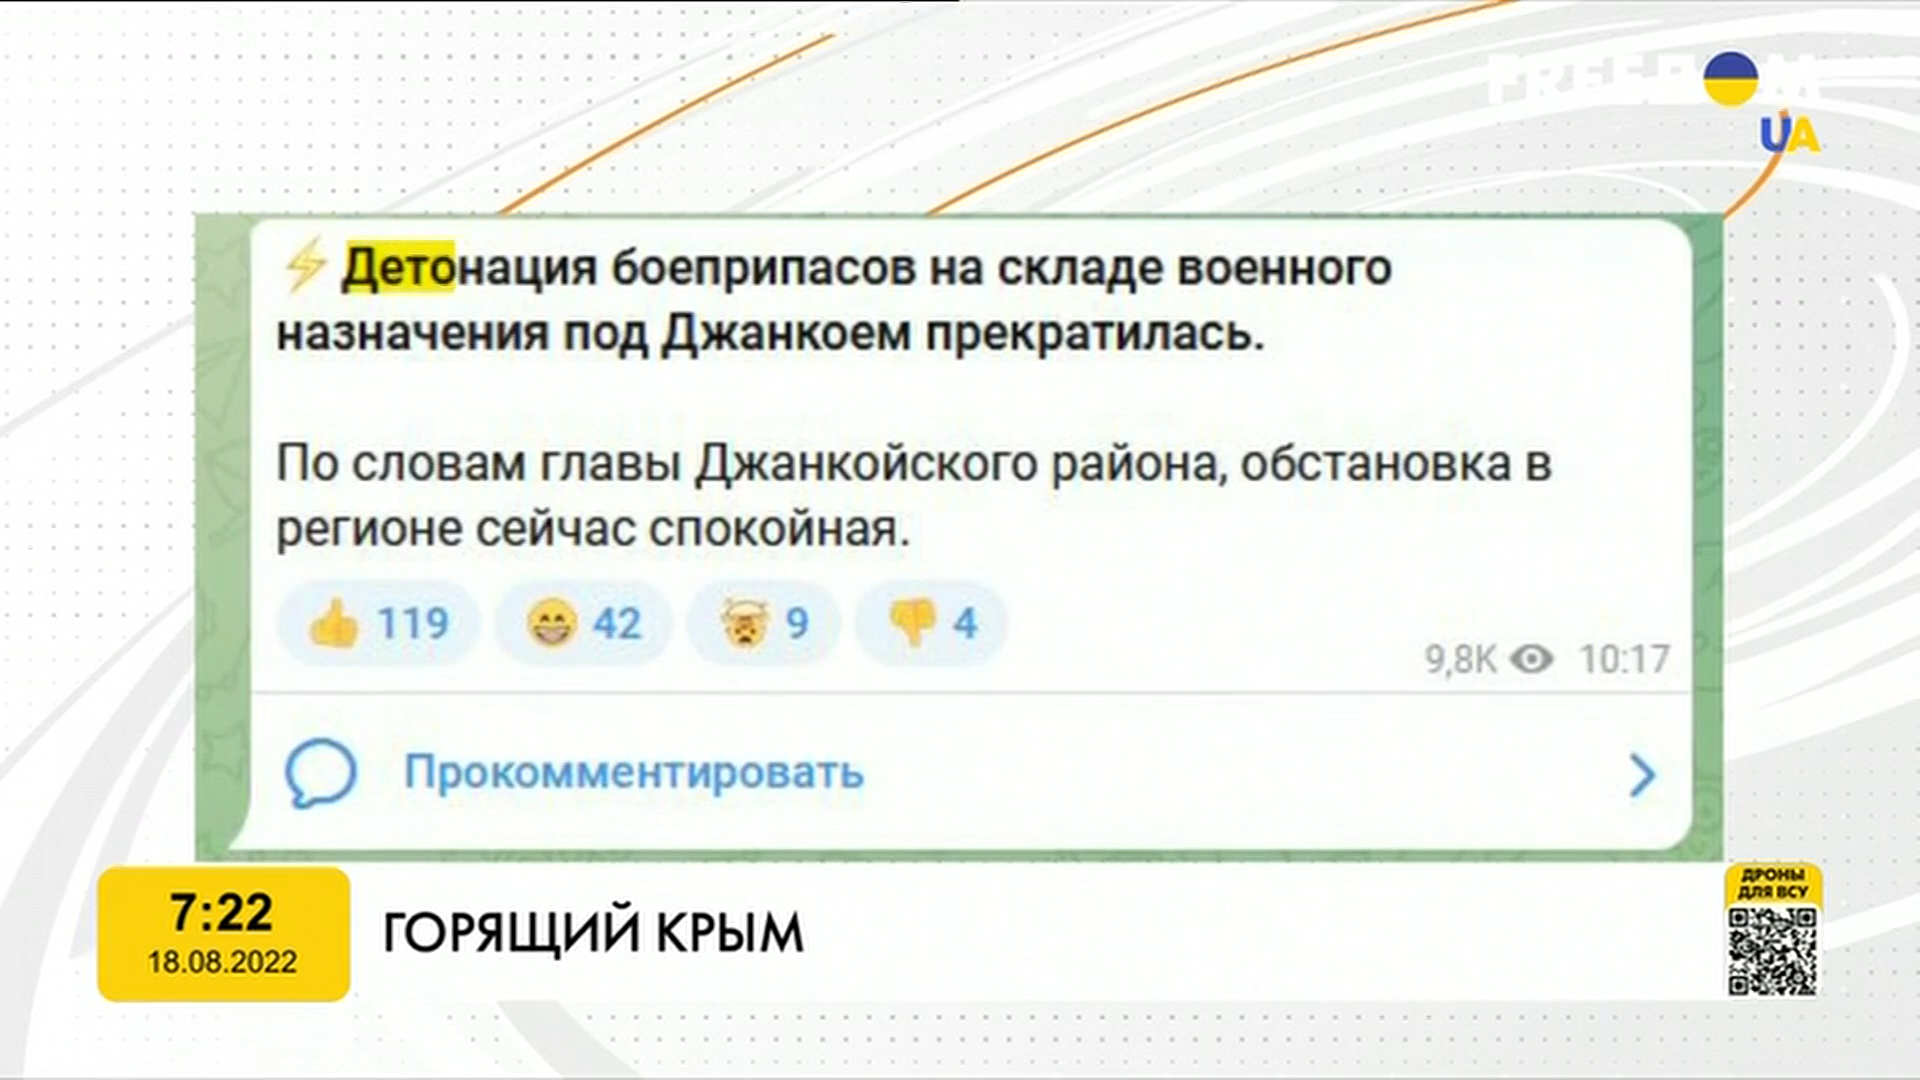 FREEDOM
UA
⚡Детонация боеприпасов на складе военного
назначения под Джанкоем прекратилась.
По словам главы Джанкойского района, обстановка в
регионе сейчас спокойная.
👍 119 😁 42 🤯 9 👎 4
9,8K 10:17
Прокомментировать
ДРОНЫ
ДЛЯ ВСУ
7:22
18.08.2022
ГОРЯЩИЙ КРЫМ